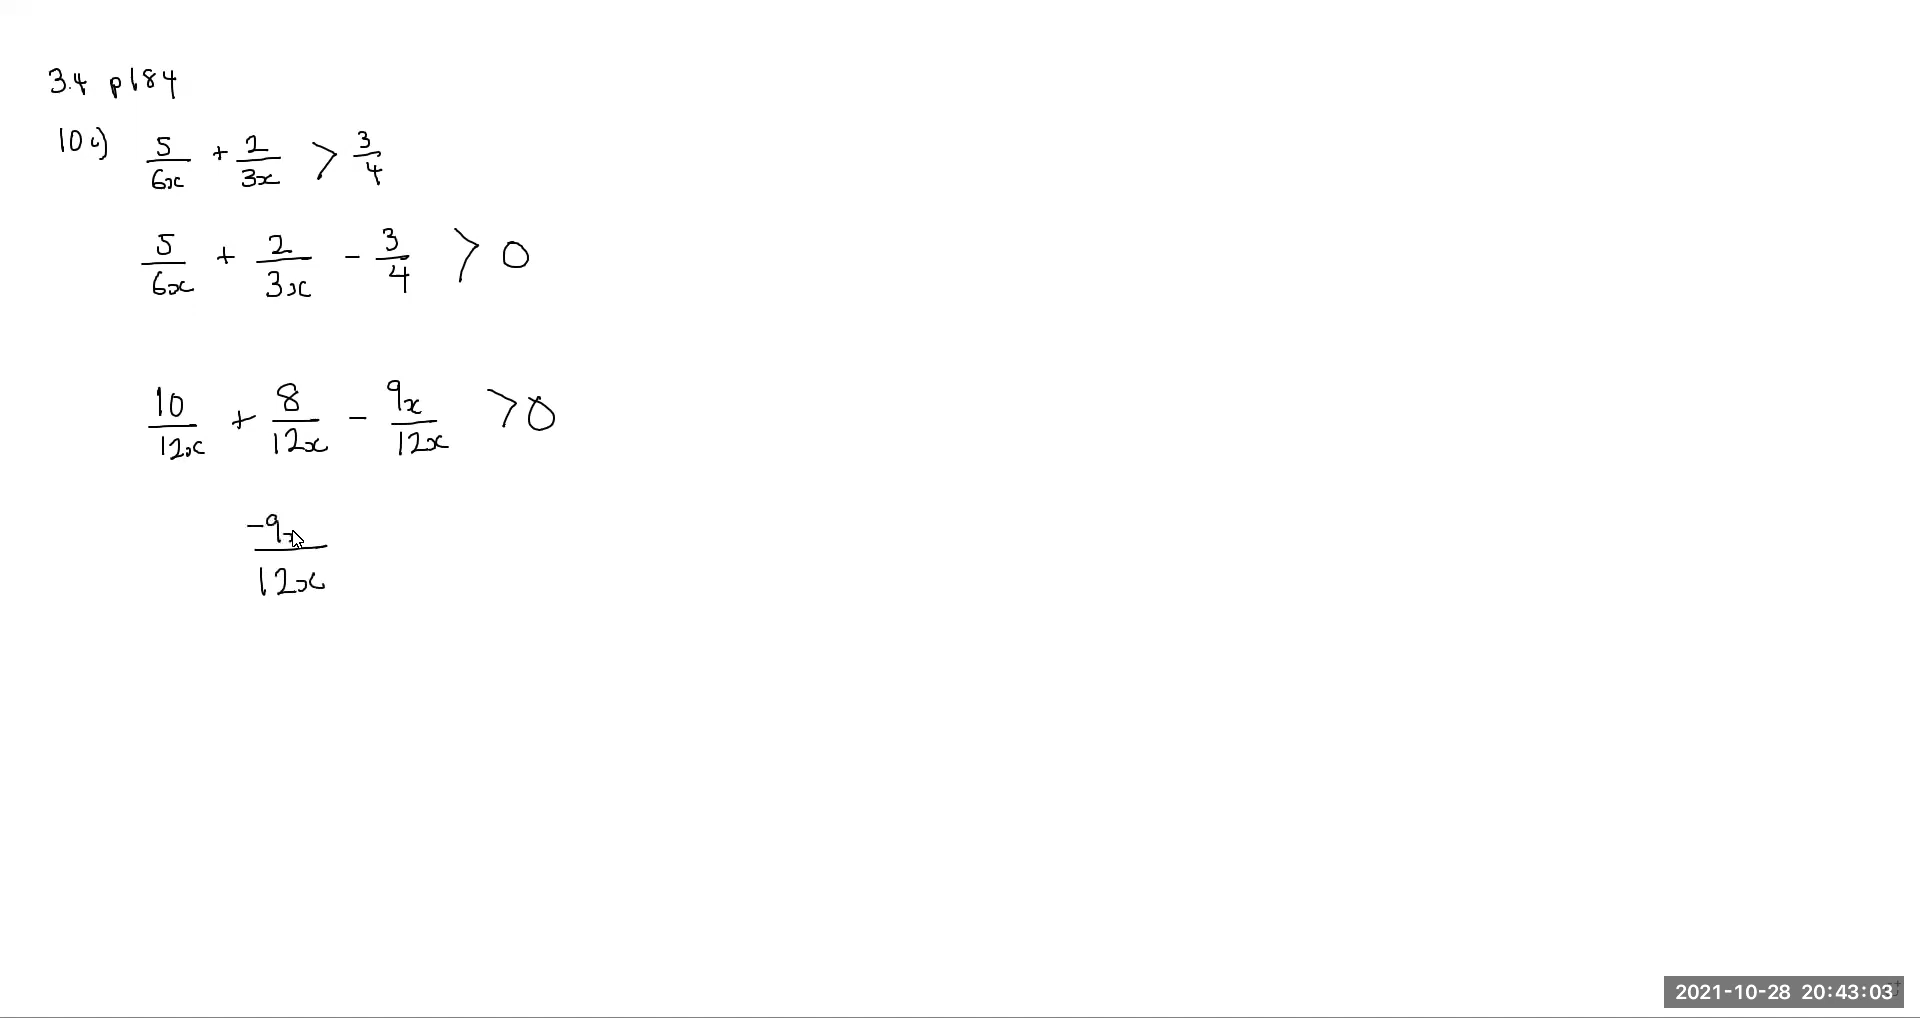 3.4 p184
10 c) 5/6x + 2/3x > 3/4
5/6x + 2/3x - 3/4 > 0
10/12x + 8/12x - 9x/12x > 0
-9x/12x
2021-10-28 20:43:03